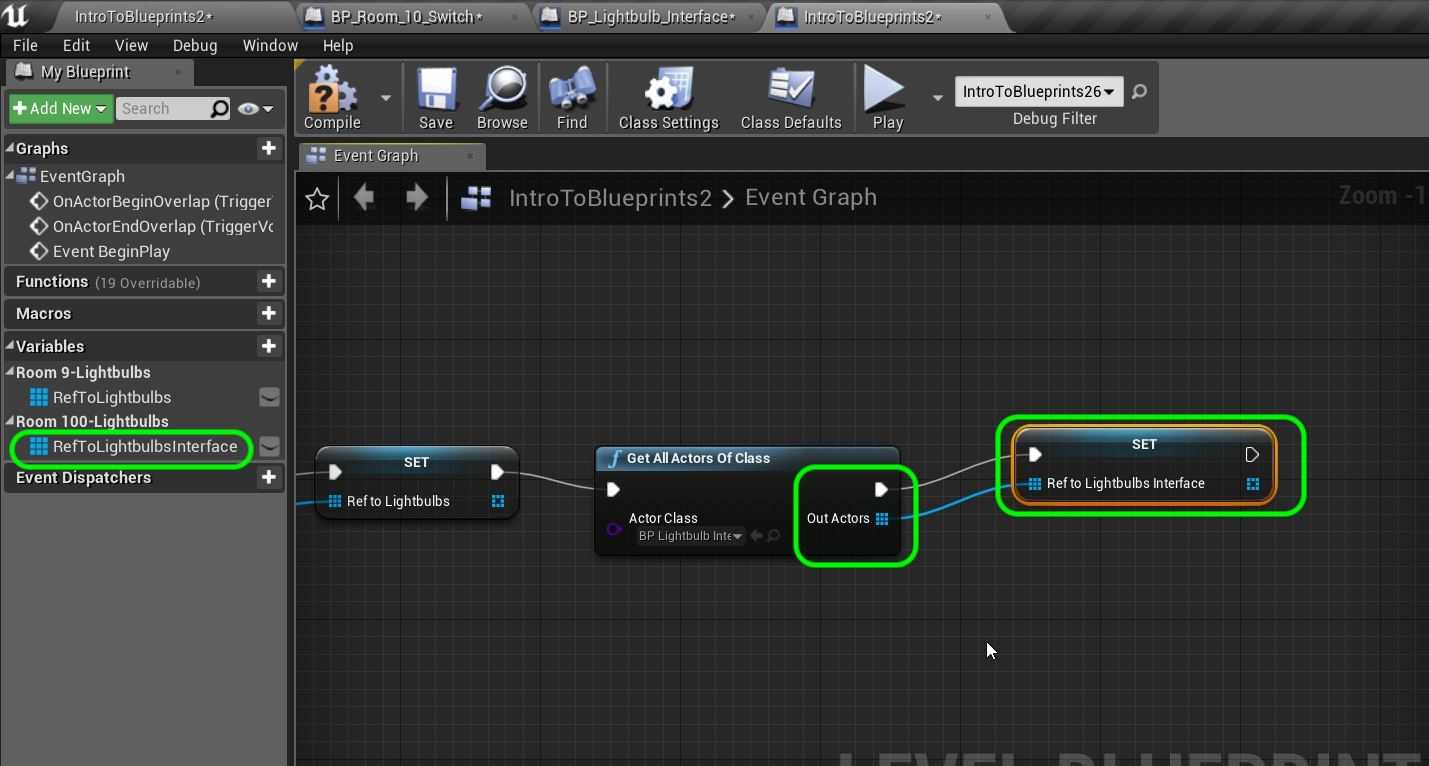 IntroToBlueprints2*
BP_Room_10_Switch*
BP_Lightbulb_Interface*
IntroToBlueprints2*
File Edit View Debug Window Help
My Blueprint
Add New
Search
Compile
Save
Browse
Find
Class Settings
Class Defaults
Play
IntroToBlueprints26
Debug Filter
Graphs
EventGraph
OnActorBeginOverlap (Trigger
OnActorEndOverlap (TriggerVo
Event BeginPlay
Functions (19 Overridable)
Macros
Variables
Room 9-Lightbulbs
RefToLightbulbs
Room 100-Lightbulbs
RefToLightbulbsInterface
Event Dispatchers
Event Graph
IntroToBlueprints2 > Event Graph
Zoom -1
SET
Ref to Lightbulbs
Get All Actors Of Class
Actor Class
BP Lightbulb Inte
Out Actors
SET
Ref to Lightbulbs Interface
LEVEL BLUEPRINT